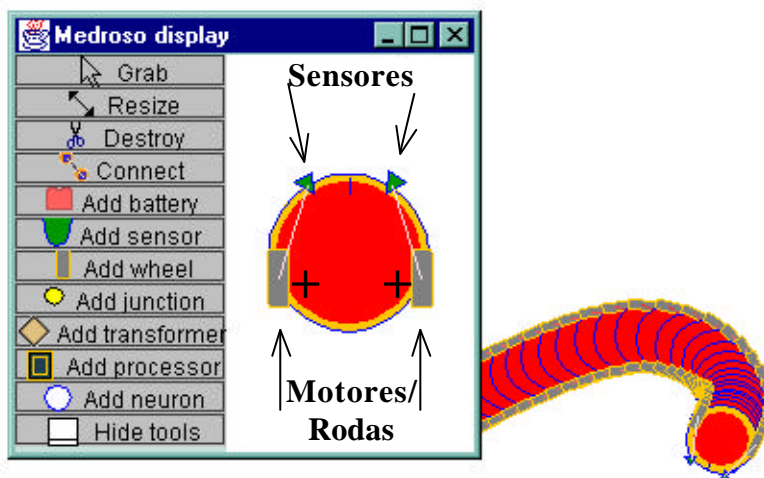 Medroso display
Grab
Resize
Destroy
Connect
Add battery
Add sensor
Add wheel
Add junction
Add transformer
Add processor
Add neuron
Hide tools
Sensores
Motores/
Rodas